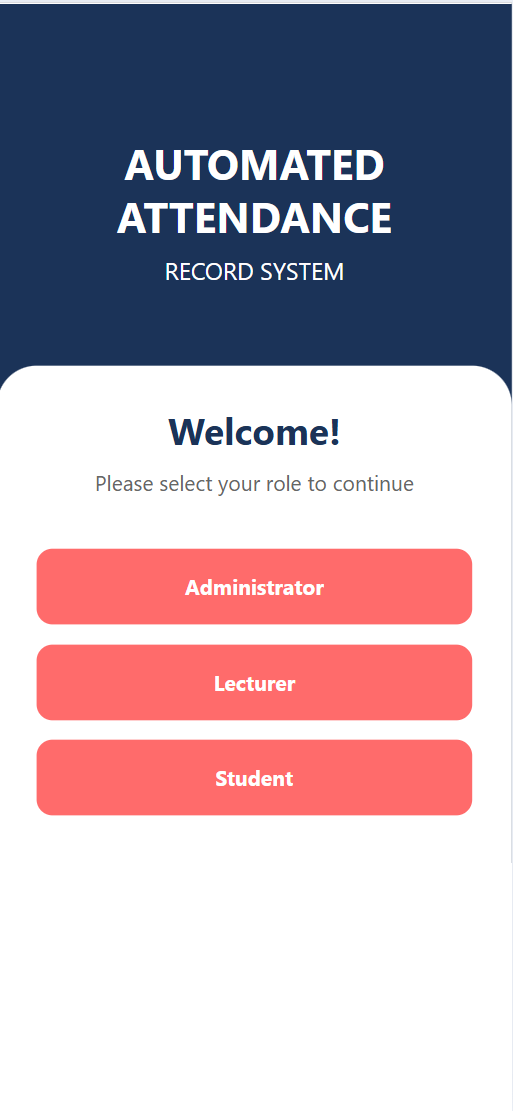 AUTOMATED
ATTENDANCE
RECORD SYSTEM
Welcome!
Please select your role to continue
Administrator
Lecturer
Student